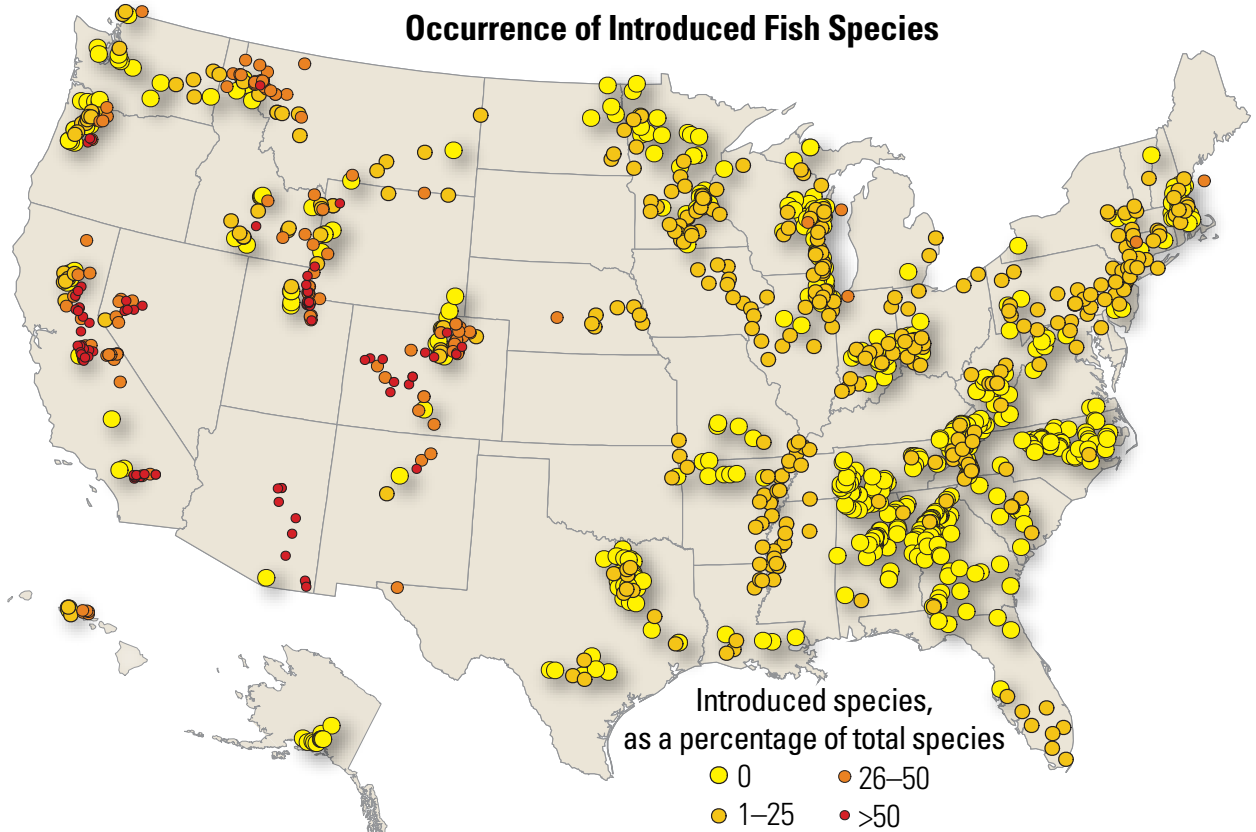 Occurrence of Introduced Fish Species
Introduced species,
as a percentage of total species
0
26–50
1–25
>50